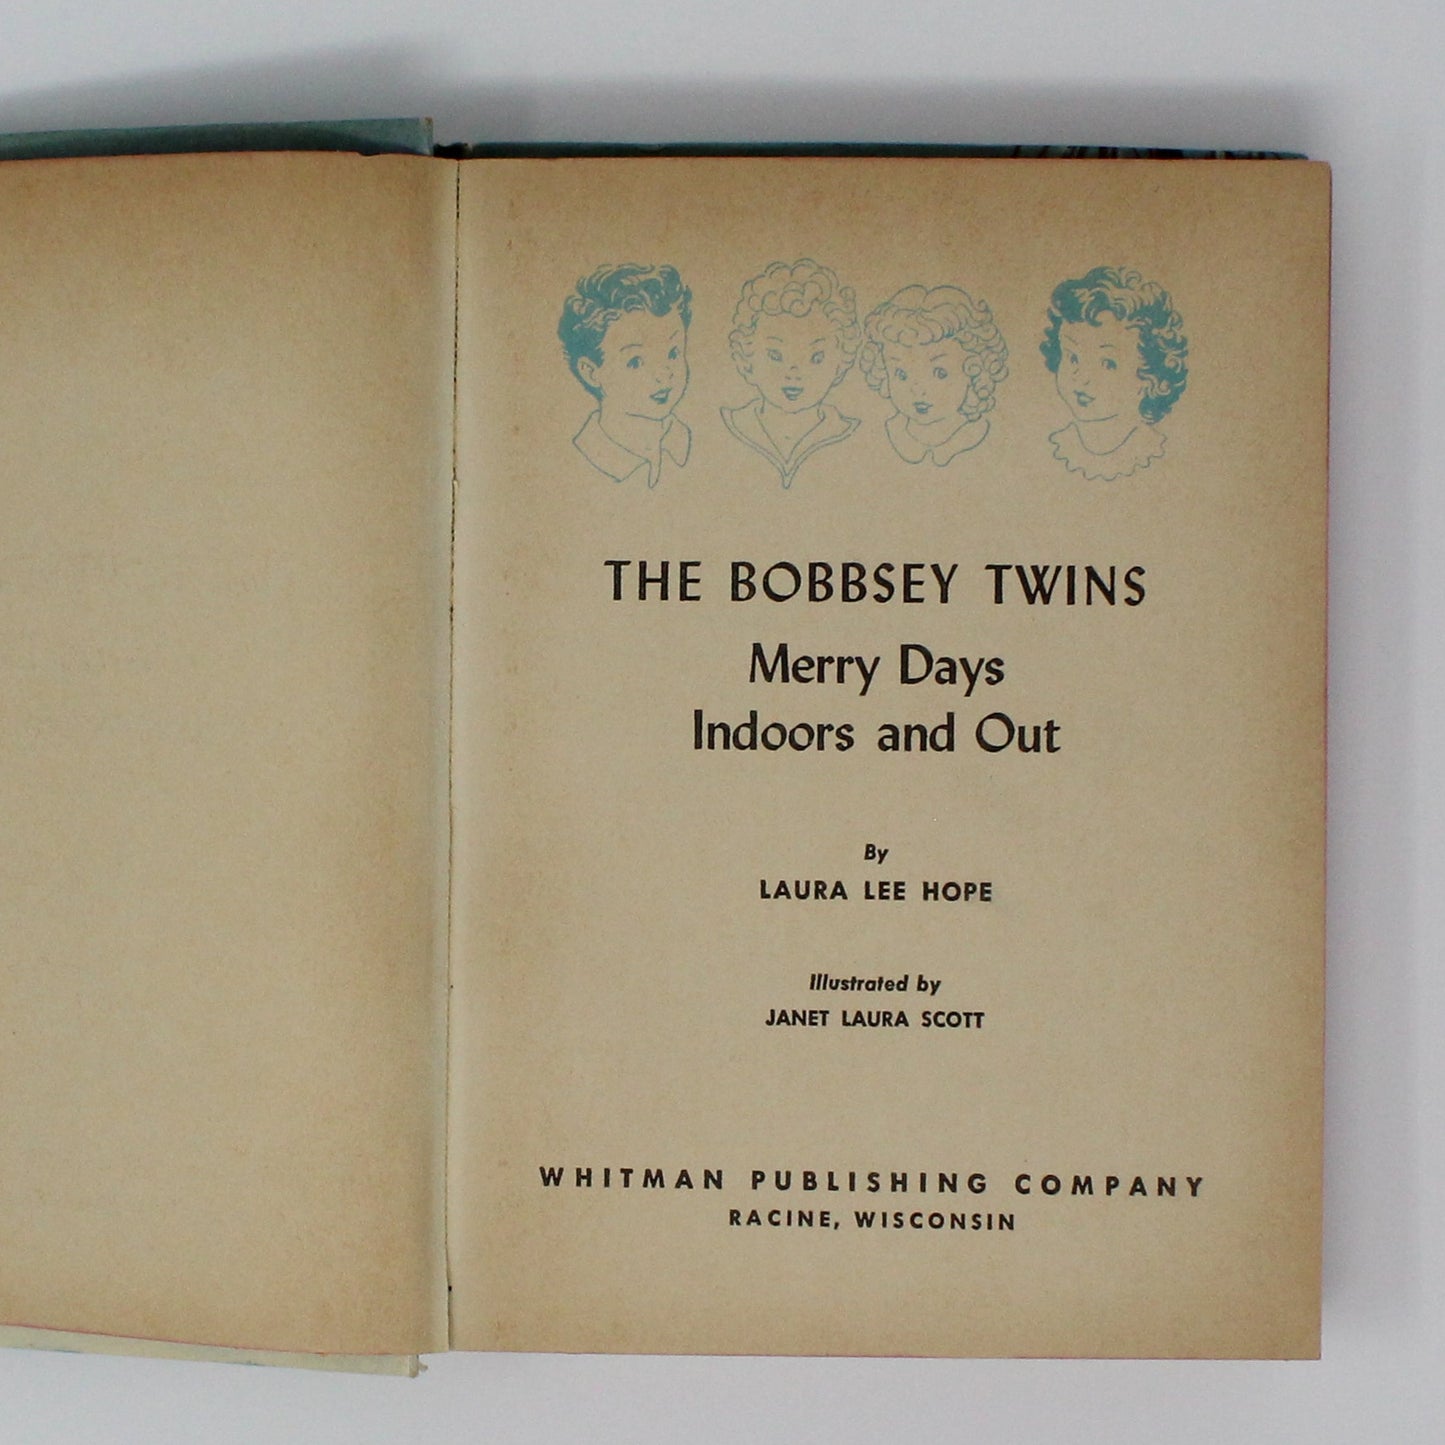 THE BOBBSEY TWINS
Merry Days
Indoors and Out
By
LAURA LEE HOPE
Illustrated by
JANET LAURA SCOTT
WHITMAN PUBLISHING COMPANY
RACINE, WISCONSIN